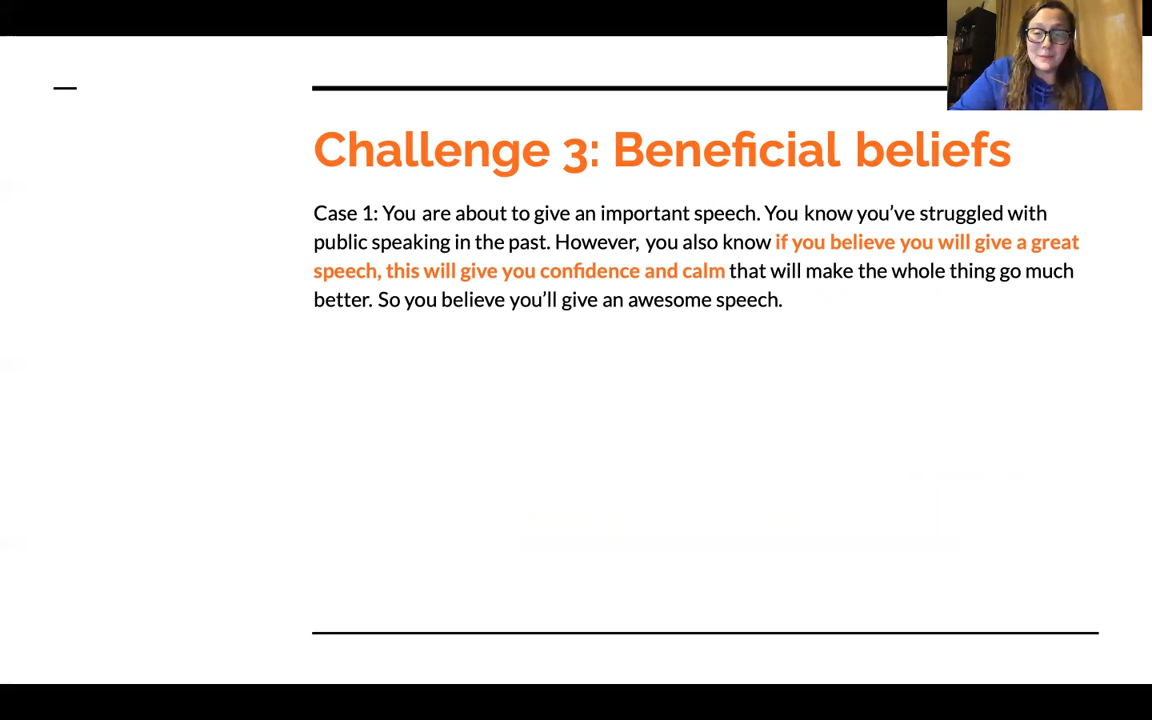 Challenge 3: Beneficial beliefs
Case 1: You are about to give an important speech. You know you’ve struggled with
public speaking in the past. However, you also know if you believe you will give a great
speech, this will give you confidence and calm that will make the whole thing go much
better. So you believe you’ll give an awesome speech.